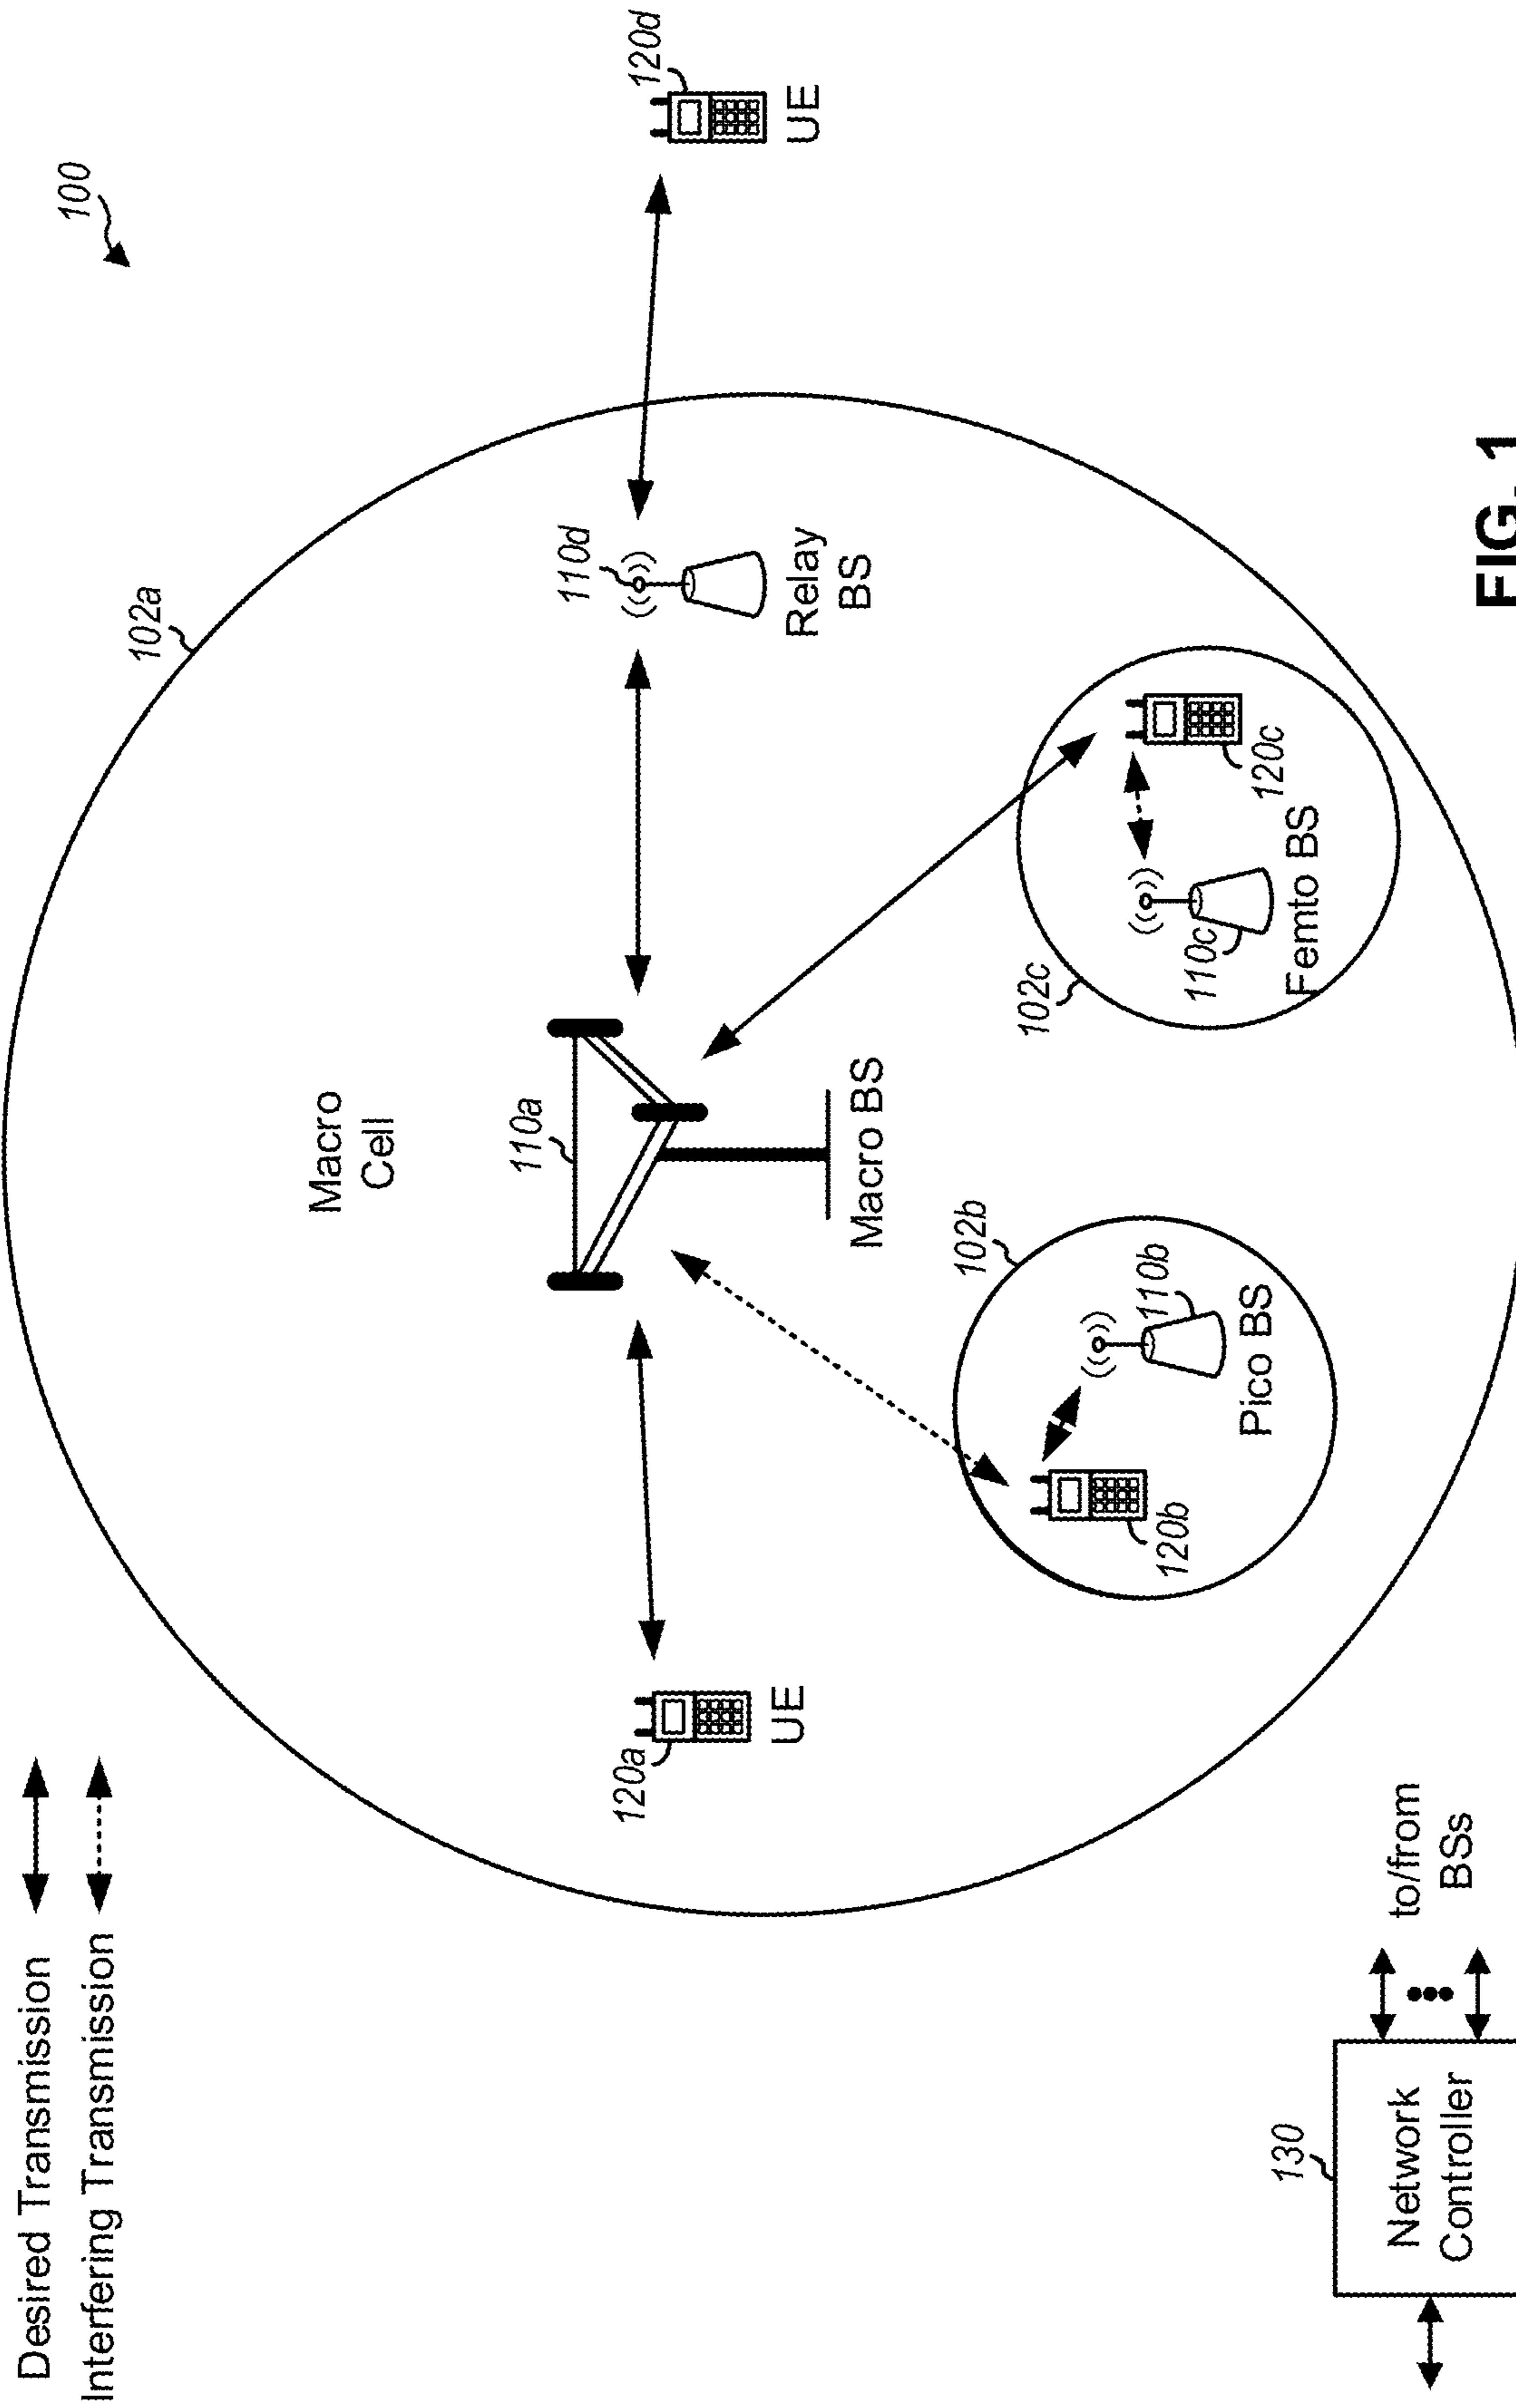 Desired Transmission
Interfering Transmission
100
102a
Macro
Cell
110a
110d
120a
120d
UE
UE
Relay
BS
Macro BS
102b
102c
120b
110b
Pico BS
110c
120c
Femto BS
130
Network
Controller
to/from
BSs
FIG. 1